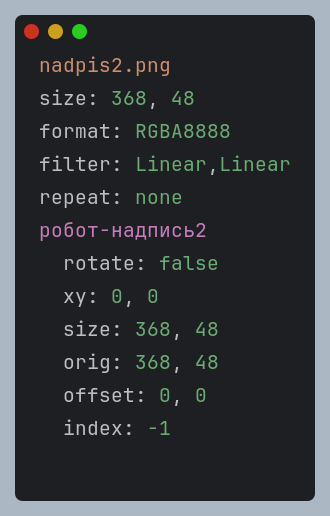 nadpis2.png
size: 368, 48
format: RGBA8888
filter: Linear,Linear
repeat: none
робот-надпись2
  rotate: false
  xy: 0, 0
  size: 368, 48
  orig: 368, 48
  offset: 0, 0
  index: -1